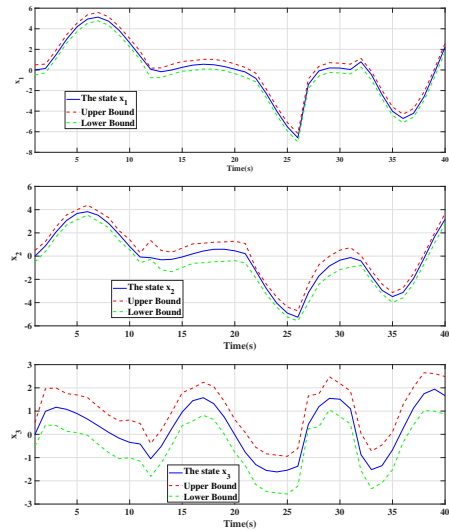 6
4
2
0
-2
-4
-6
-8
x1
0 5 10 15 20 25 30 35 40
Time(s)
The state x1
Upper Bound
Lower Bound
6
4
2
0
-2
-4
-6
x2
0 5 10 15 20 25 30 35 40
Time(s)
The state x2
Upper Bound
Lower Bound
3
2
1
0
-1
-2
-3
x3
0 5 10 15 20 25 30 35 40
Time(s)
The state x3
Upper Bound
Lower Bound